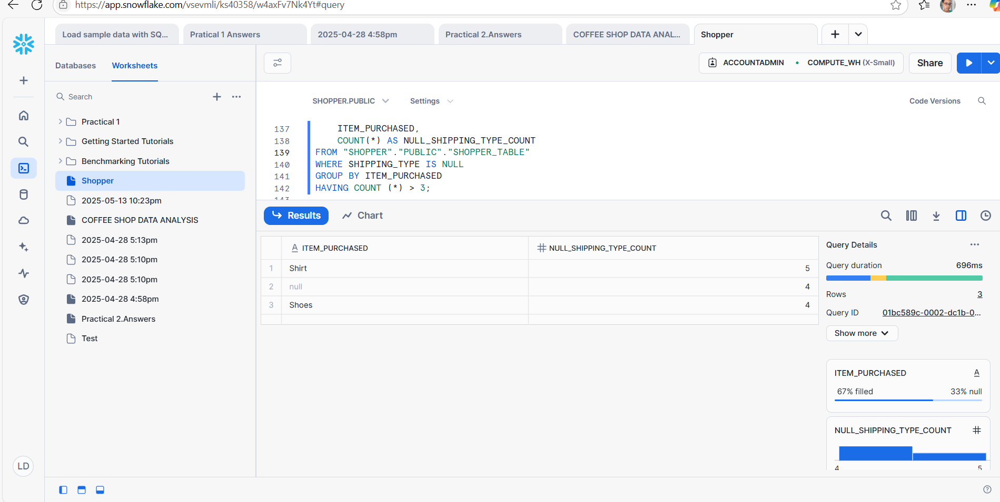 https://app.snowflake.com/vsevmli/ks40358/w4axFv7Nk4Yt#query
Load sample data with SQ...
Pratical 1 Answers
2025-04-28 4:58pm
Practical 2.Answers
COFFEE SHOP DATA ANAL...
Shopper
Databases
Worksheets
ACCOUNTADMIN
COMPUTE_WH (X-Small)
Share
Search
Practical 1
Getting Started Tutorials
Benchmarking Tutorials
Shopper
2025-05-13 10:23pm
COFFEE SHOP DATA ANALYSIS
2025-04-28 5:13pm
2025-04-28 5:10pm
2025-04-28 5:10pm
2025-04-28 4:58pm
Practical 2.Answers
Test
LD
SHOPPER.PUBLIC
Settings
Code Versions
137 ITEM_PURCHASED,
138 COUNT(*) AS NULL_SHIPPING_TYPE_COUNT
139 FROM "SHOPPER"."PUBLIC"."SHOPPER_TABLE"
140 WHERE SHIPPING_TYPE IS NULL
141 GROUP BY ITEM_PURCHASED
142 HAVING COUNT (*) > 3;
143
Results
Chart
ITEM_PURCHASED NULL_SHIPPING_TYPE_COUNT
1 Shirt 5
2 null 4
3 Shoes 4
Query Details
Query duration 696ms
Rows 3
Query ID 01bc589c-0002-dc1b-0...
Show more
ITEM_PURCHASED
67% filled 33% null
NULL_SHIPPING_TYPE_COUNT
4 5